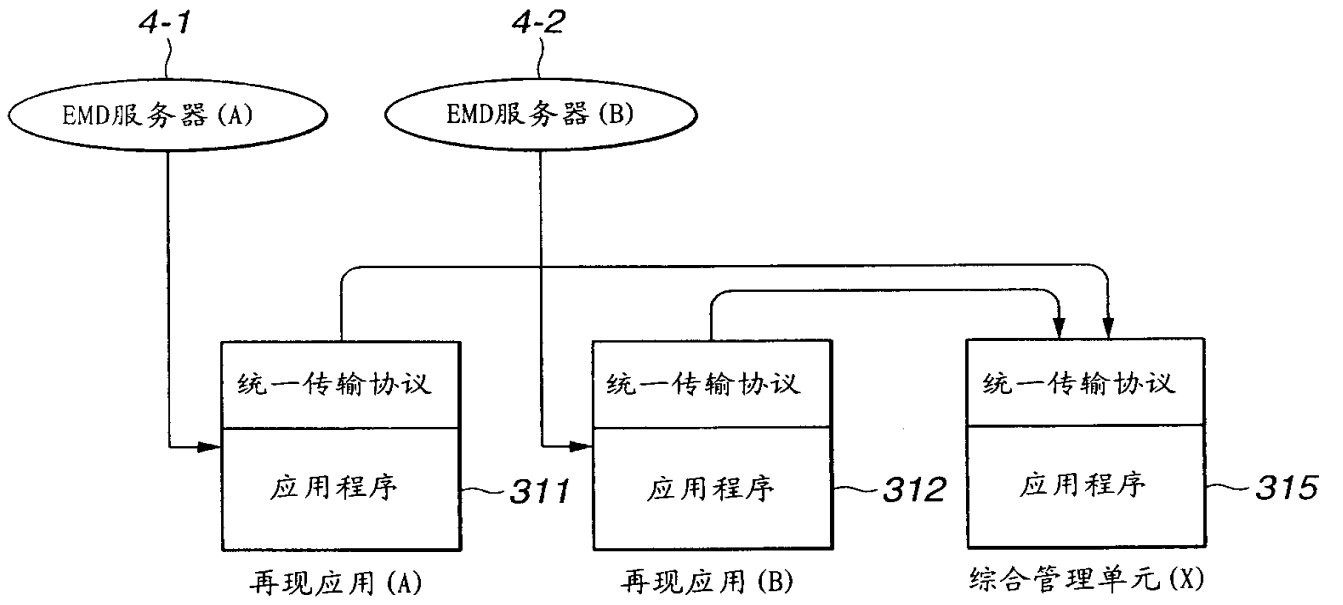 4-1
4-2
EMD服务器(A)
EMD服务器(B)
统一传输协议
统一传输协议
统一传输协议
应用程序
311
应用程序
312
应用程序
315
再现应用(A)
再现应用(B)
综合管理单元(X)